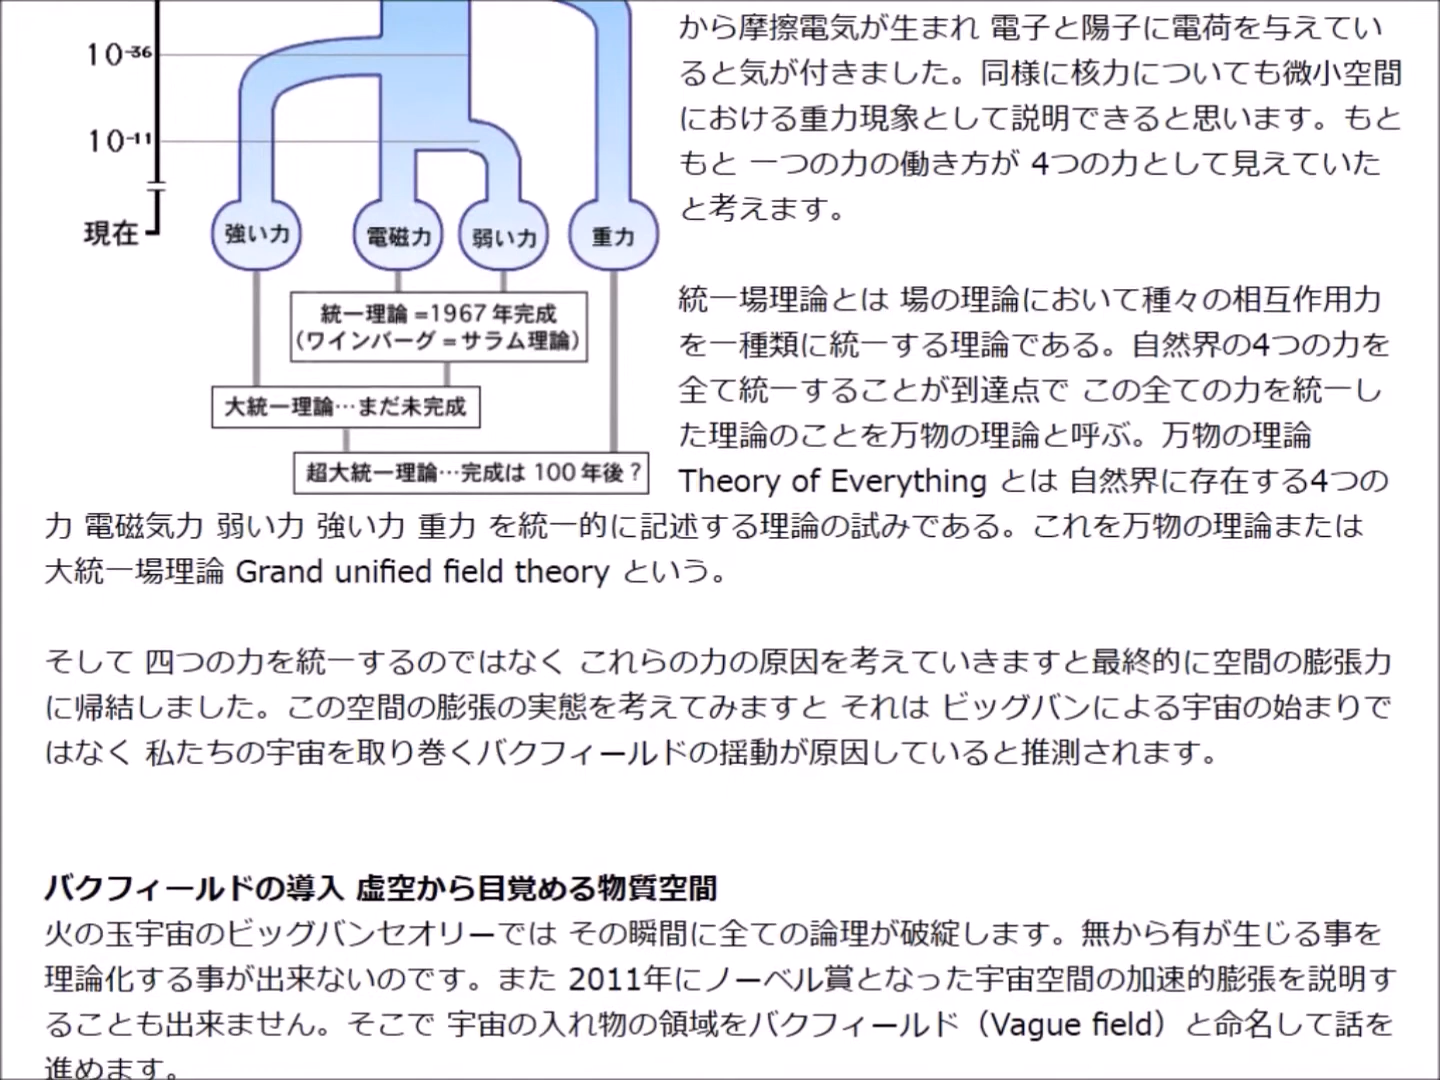 10-36
10-11
現在
強い力
電磁力
弱い力
重力
統一理論=1967年完成
(ワインバーグ=サラム理論)
大統一理論…まだ未完成
超大統一理論…完成は 100 年後?
から摩擦電気が生まれ 電子と陽子に電荷を与えてい
ると気が付きました。同様に核力についても微小空間
における重力現象として説明できると思います。もと
もと 一つの力の働き方が 4つの力として見えていた
と考えます。
統一場理論とは 場の理論において種々の相互作用力
を一種類に統一する理論である。自然界の4つの力を
全て統一することが到達点で この全ての力を統一し
た理論のことを万物の理論と呼ぶ。万物の理論
Theory of Everything とは 自然界に存在する4つの
力 電磁気力 弱い力 強い力 重力 を統一的に記述する理論の試みである。これを万物の理論または
大統一場理論 Grand unified field theory という。
そして 四つの力を統一するのではなく これらの力の原因を考えていきますと最終的に空間の膨張力
に帰結しました。この空間の膨張の実態を考えてみますと それは ビッグバンによる宇宙の始まりで
はなく 私たちの宇宙を取り巻くバクフィールドの揺動が原因していると推測されます。
バクフィールドの導入 虚空から目覚める物質空間
火の玉宇宙のビッグバンセオリーでは その瞬間に全ての論理が破綻します。無から有が生じる事を
理論化する事が出来ないのです。また 2011年にノーベル賞となった宇宙空間の加速的膨張を説明す
ることも出来ません。そこで 宇宙の入れ物の領域をバクフィールド（Vague field）と命名して話を
進めます。